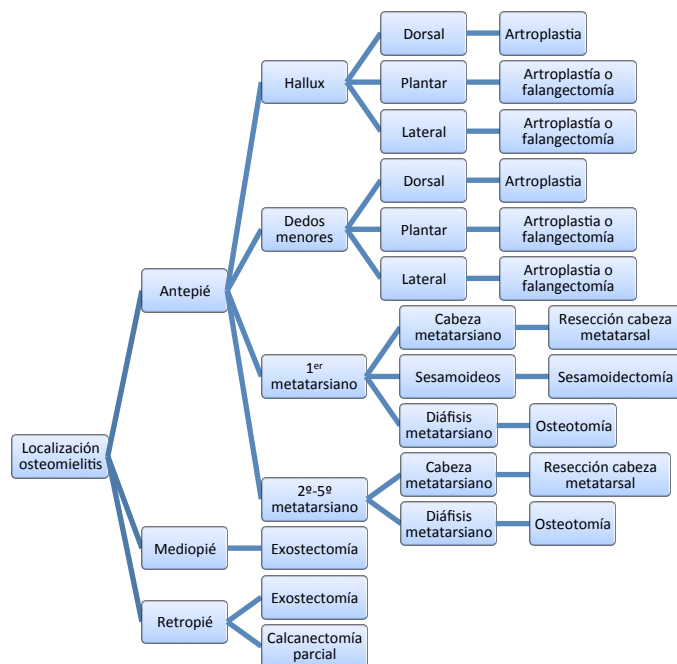 Dorsal
Artroplastia
Hallux
Plantar
Artroplastía o
falangectomía
Lateral
Artroplastía o
falangectomía
Dorsal
Artroplastia
Dedos
menores
Plantar
Artroplastía o
falangectomía
Lateral
Artroplastía o
falangectomía
Antepié
Cabeza
metatarsiano
Resección cabeza
metatarsal
1er
metatarsiano
Sesamoideos
Sesamoidectomía
Diáfisis
metatarsiano
Osteotomía
Localización
osteomielitis
2º-5º
metatarsiano
Cabeza
metatarsiano
Resección cabeza
metatarsal
Diáfisis
metatarsiano
Osteotomía
Mediopié
Exostectomía
Retropié
Exostectomía
Calcanectomía
parcial